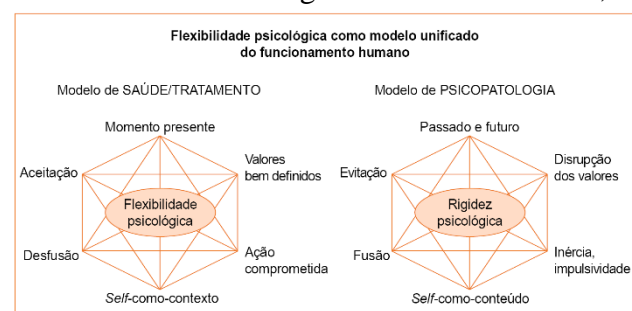 Flexibilidade psicológica como modelo unificado
do funcionamento humano
Modelo de SAÚDE/TRATAMENTO
Momento presente
Aceitação
Valores
bem definidos
Flexibilidade
psicológica
Desfusão
Ação
comprometida
Self-como-contexto
Modelo de PSICOPATOLOGIA
Passado e futuro
Evitação
Disrupção
dos valores
Rigidez
psicológica
Fusão
Inércia,
impulsividade
Self-como-conteúdo